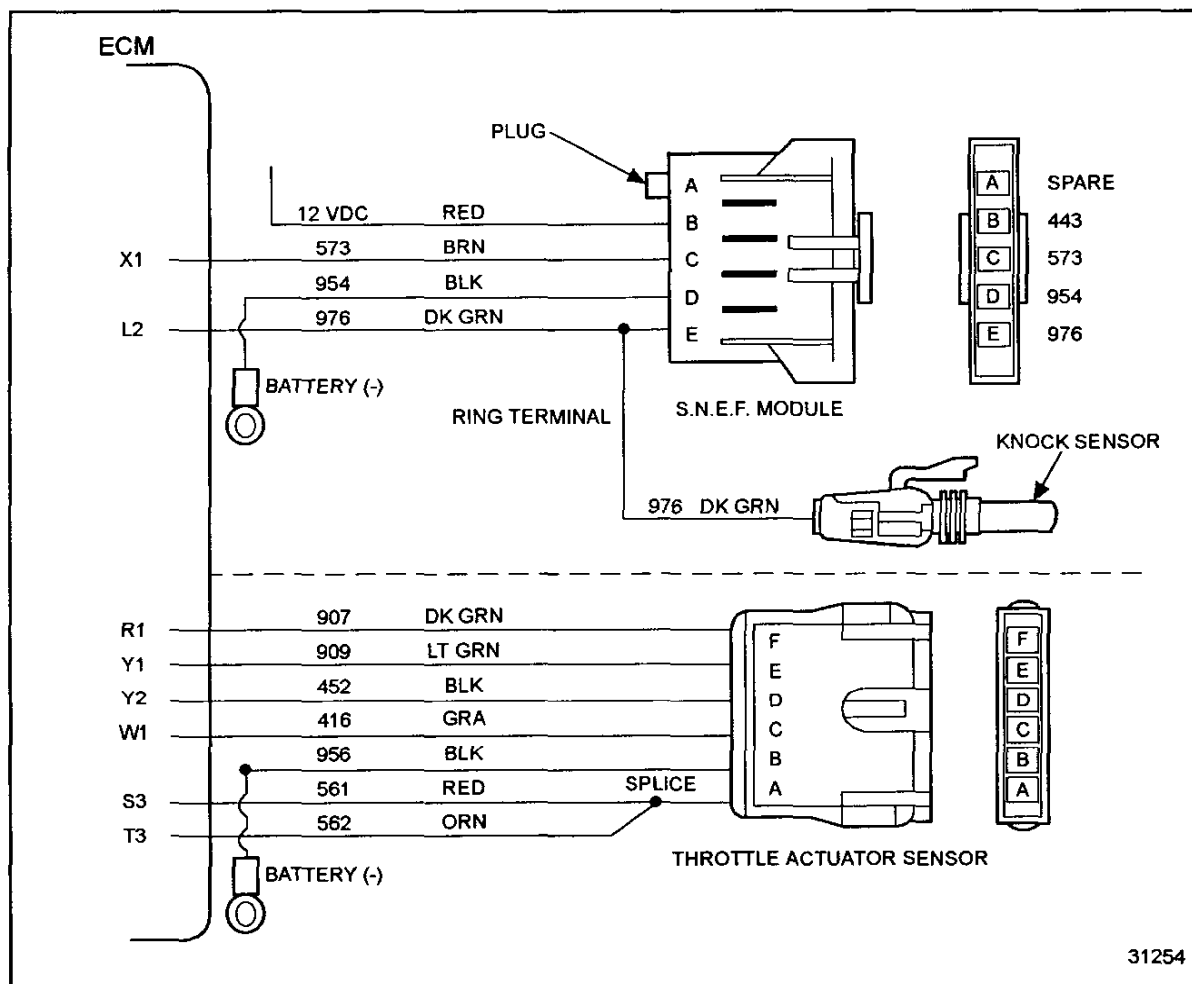 ECM
PLUG
A
SPARE
12 VDC RED B
B 443
X1 573 BRN C
C 573
954 BLK D
D 954
L2 976 DK GRN E
E 976
BATTERY (-)
RING TERMINAL
S.N.E.F. MODULE
A
KNOCK SENSOR
976 DK GRN
R1 907 DK GRN F
F
Y1 909 LT GRN E
E
Y2 452 BLK D
D
W1 416 GRA C
C
956 BLK B
B
S3 561 RED SPLICE A
A
T3 562 ORN
BATTERY (-)
THROTTLE ACTUATOR SENSOR
31254